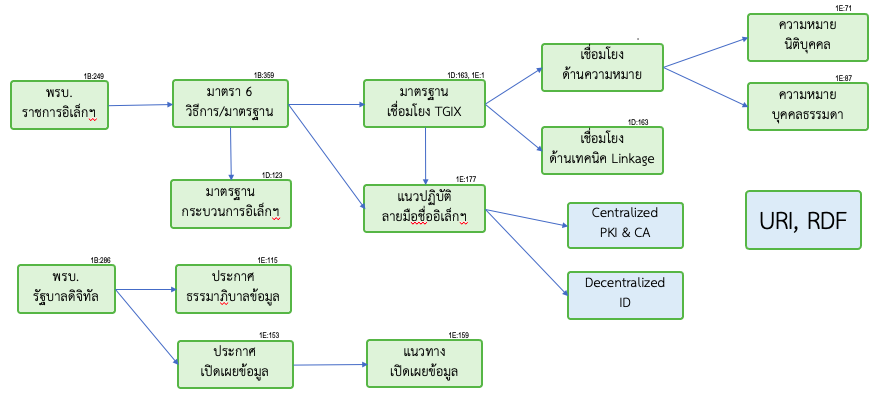 1B:249
พรบ.
ราชการอิเล็กฯ
1B:359
มาตรา 6
วิธีการ/มาตรฐาน
1D:163, 1E:1
มาตรฐาน
เชื่อมโยง TGIX
เชื่อมโยง
ด้านความหมาย
1E:71
ความหมาย
นิติบุคคล
1E:87
ความหมาย
บุคคลธรรมดา
1D:163
เชื่อมโยง
ด้านเทคนิค Linkage
1D:123
มาตรฐาน
กระบวนการอิเล็กฯ
1E:177
แนวปฏิบัติ
ลายมือชื่ออิเล็กฯ
Centralized
PKI & CA
Decentralized
ID
URI, RDF
1B:286
พรบ.
รัฐบาลดิจิทัล
1E:115
ประกาศ
ธรรมาภิบาลข้อมูล
1E:153
ประกาศ
เปิดเผยข้อมูล
1E:159
แนวทาง
เปิดเผยข้อมูล